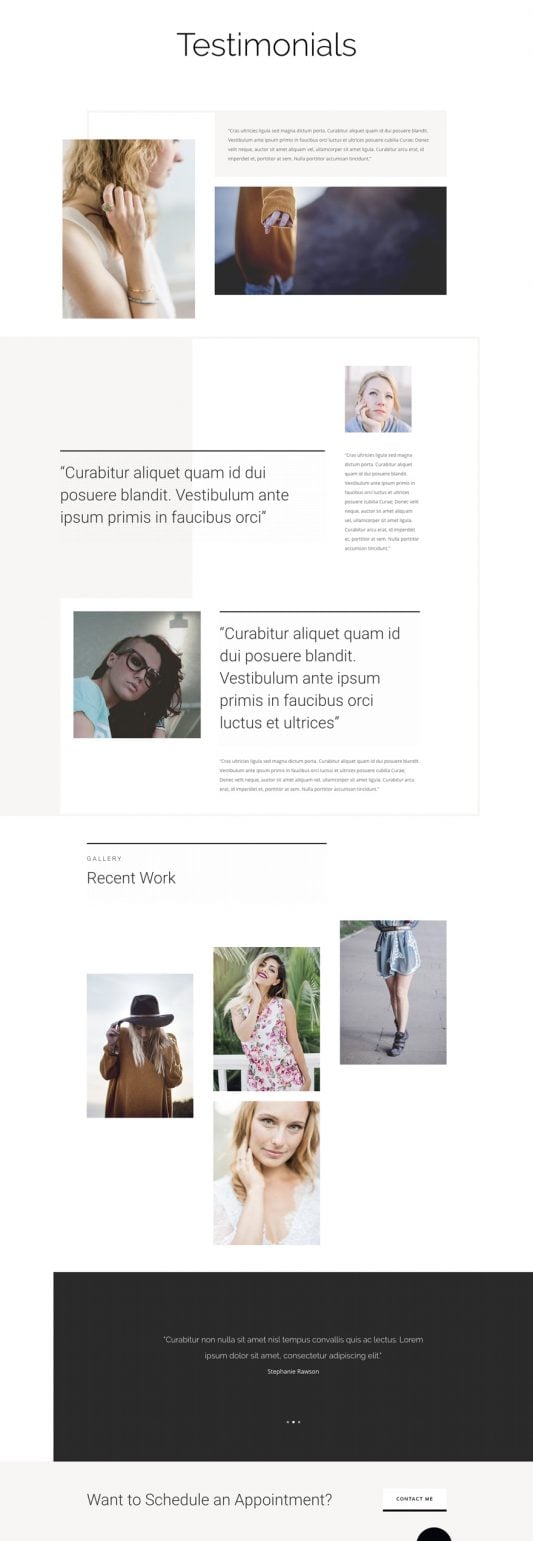 Testimonials
"Cras ultricies ligula sed magna dictum porta. Curabitur aliquet quam id dui posuere blandit.
Vestibulum ante ipsum primis in faucibus orci luctus et ultrices posuere cubilia Curae; Donec
velit neque, auctor sit amet aliquam vel, ullamcorper sit amet ligula. Curabitur arcu erat, id
imperdiet et, porttitor at sem. Nulla porttitor accumsan tincidunt."
"Curabitur aliquet quam id dui
posuere blandit. Vestibulum ante
ipsum primis in faucibus orci"
"Cras ultricies ligula sed magna
dictum porta. Curabitur aliquet
quam id dui posuere blandit.
Vestibulum ante ipsum primis in
faucibus orci luctus et ultrices
posuere cubilia Curae; Donec velit
neque, auctor sit amet aliquam
vel, ullamcorper sit amet ligula.
Curabitur arcu erat, id imperdiet
et, porttitor at sem. Nulla porttitor
accumsan tincidunt."
"Curabitur aliquet quam id
dui posuere blandit.
Vestibulum ante ipsum
primis in faucibus orci
luctus et ultrices"
"Cras ultricies ligula sed magna dictum porta. Curabitur aliquet quam id dui posuere blandit.
Vestibulum ante ipsum primis in faucibus orci luctus et ultrices posuere cubilia Curae;
Donec velit neque, auctor sit amet aliquam vel, ullamcorper sit amet ligula. Curabitur arcu
erat, id imperdiet et, porttitor at sem. Nulla porttitor accumsan tincidunt."
GALLERY
Recent Work
"Curabitur non nulla sit amet nisl tempus convallis quis ac lectus. Lorem
ipsum dolor sit amet, consectetur adipiscing elit."
Stephanie Rawson
Want to Schedule an Appointment?
CONTACT ME